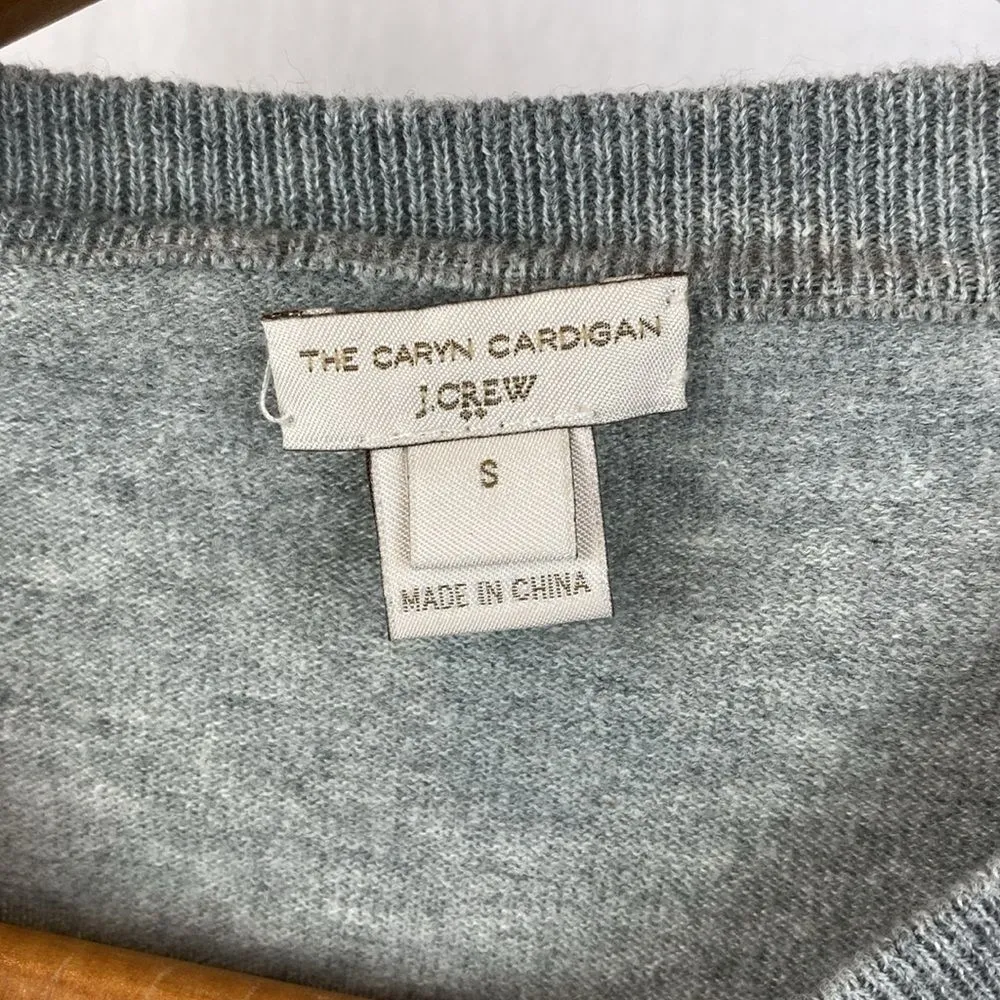 THE CARYN CARDIGAN
J.CREW
S
MADE IN CHINA